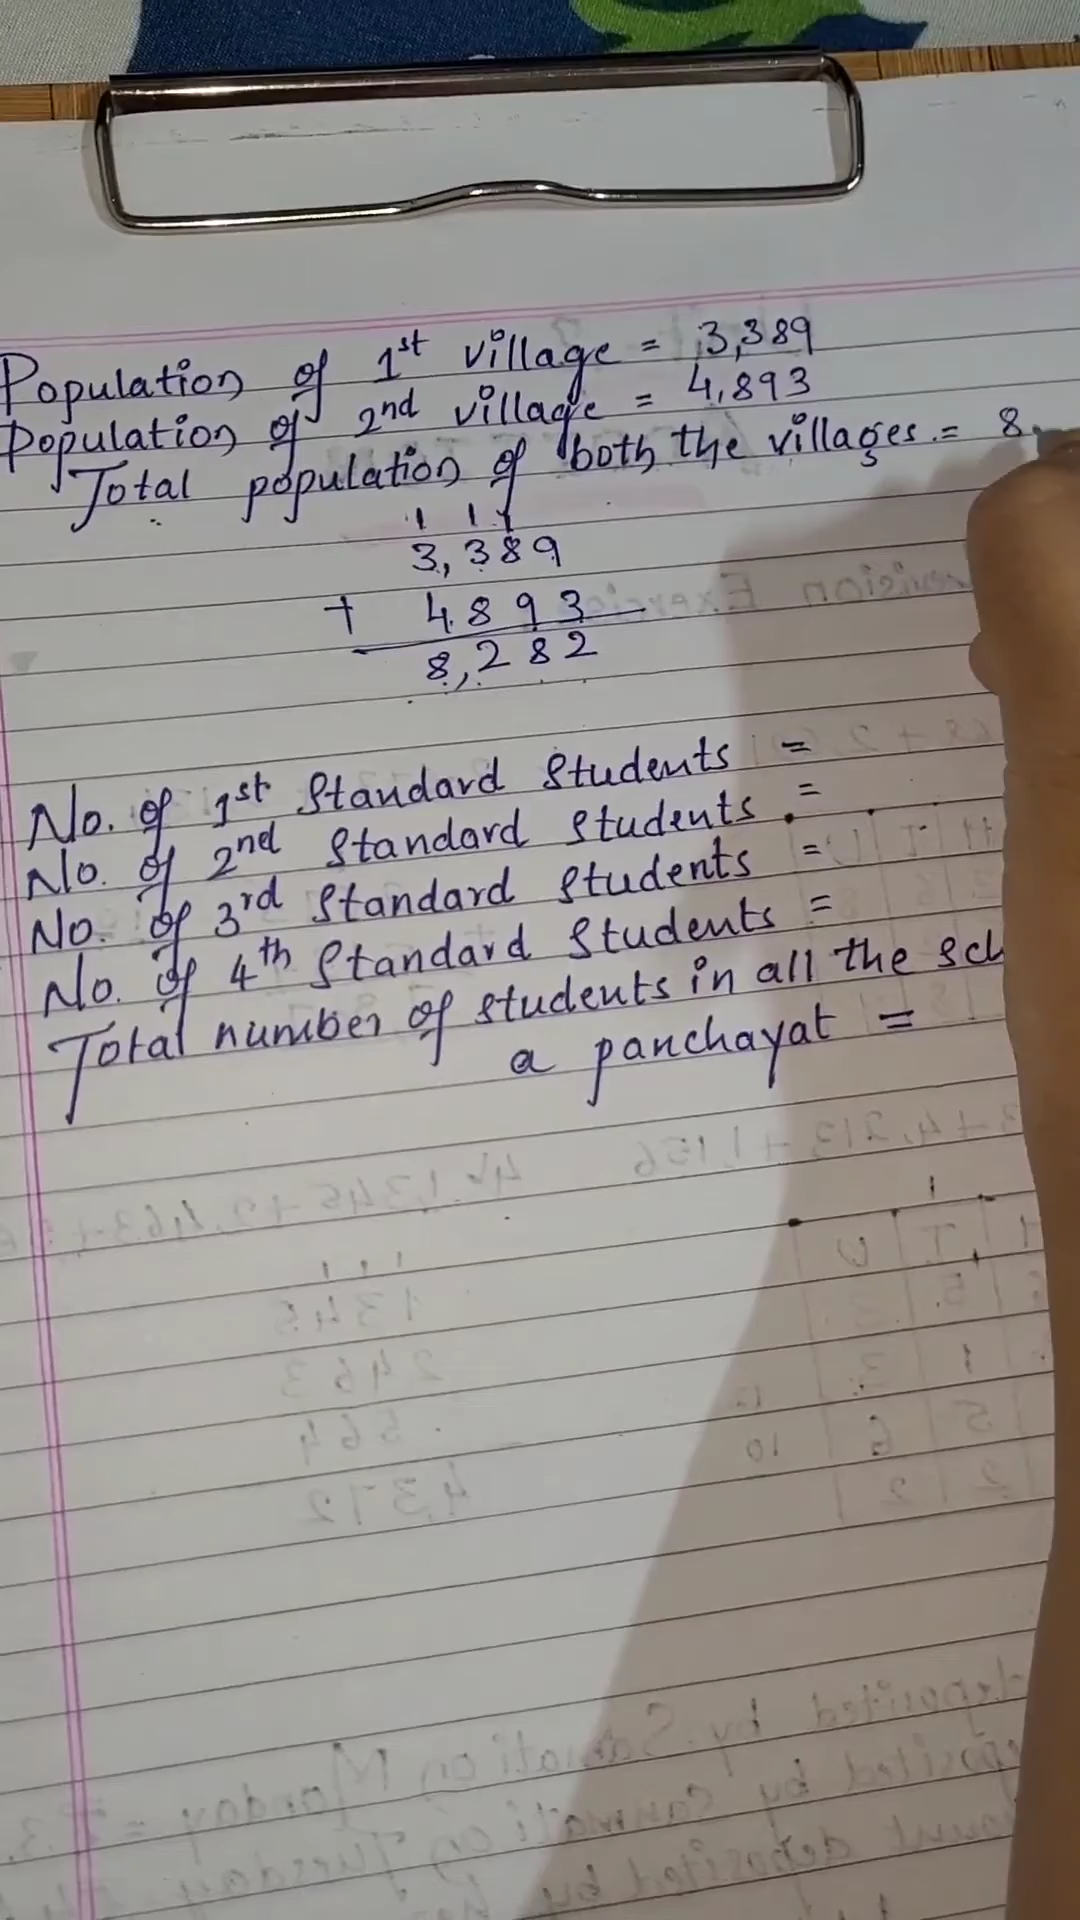 Population of 1st village = 3,389
Population of 2nd village = 4,893
Total population of both the villages = 8,
1 1 1
3,389
+ 4893
8,282
No. of 1st Standard Students =
No. of 2nd Standard Students =
No. of 3rd Standard Students =
No. of 4th Standard Students =
Total number of students in all the sch
a panchayat =